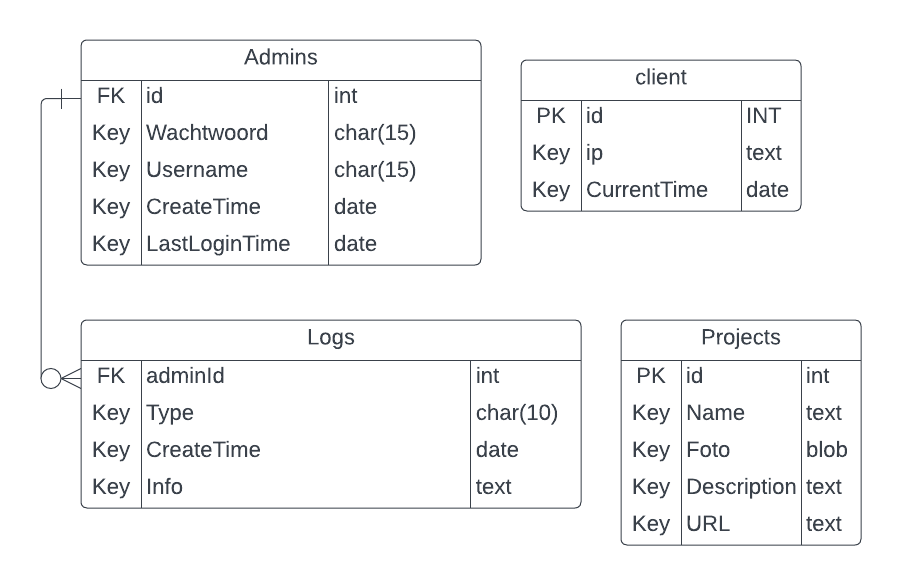 Admins
FK id int
Key Wachtwoord char(15)
Key Username char(15)
Key CreateTime date
Key LastLoginTime date
client
PK id INT
Key ip text
Key CurrentTime date
Logs
FK adminId int
Key Type char(10)
Key CreateTime date
Key Info text
Projects
PK id int
Key Name text
Key Foto blob
Key Description text
Key URL text